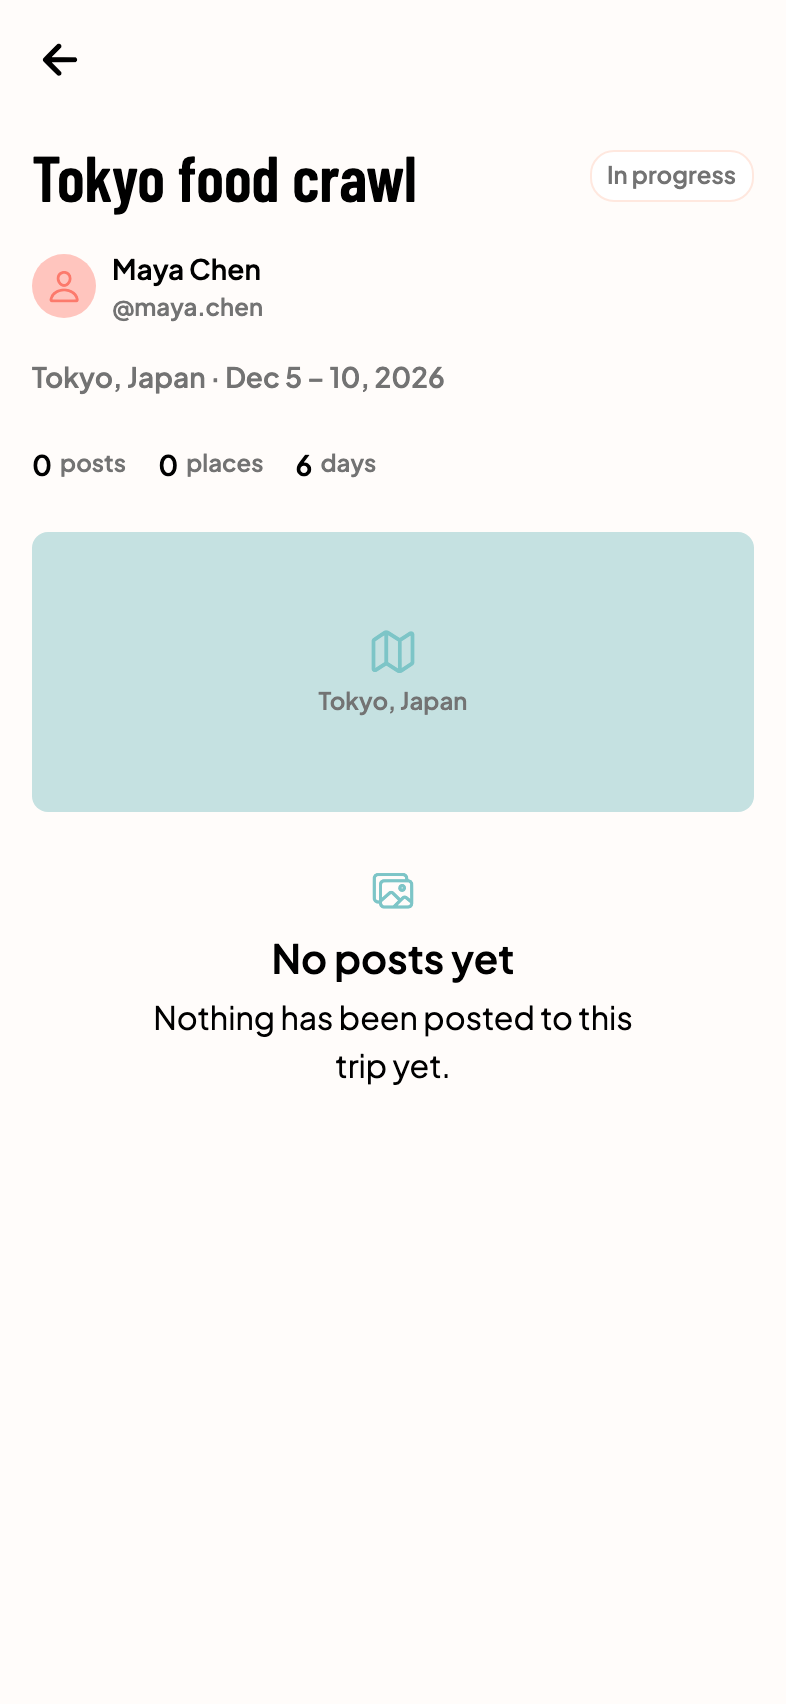 Tokyo food crawl
In progress
Maya Chen
@maya.chen
Tokyo, Japan · Dec 5 – 10, 2026
0 posts 0 places 6 days
Tokyo, Japan
No posts yet
Nothing has been posted to this
trip yet.